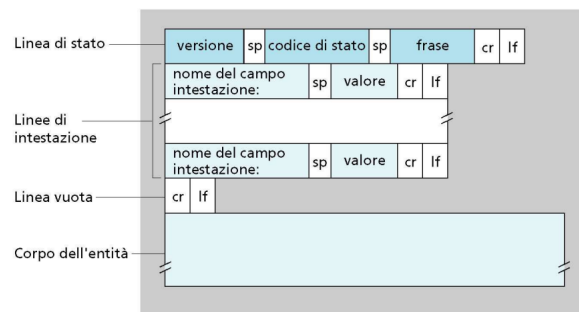 Linea di stato
versione sp codice di stato sp frase cr lf
nome del campo
intestazione: sp valore cr lf
Linee di
intestazione
nome del campo
intestazione: sp valore cr lf
Linea vuota
cr lf
Corpo dell'entità